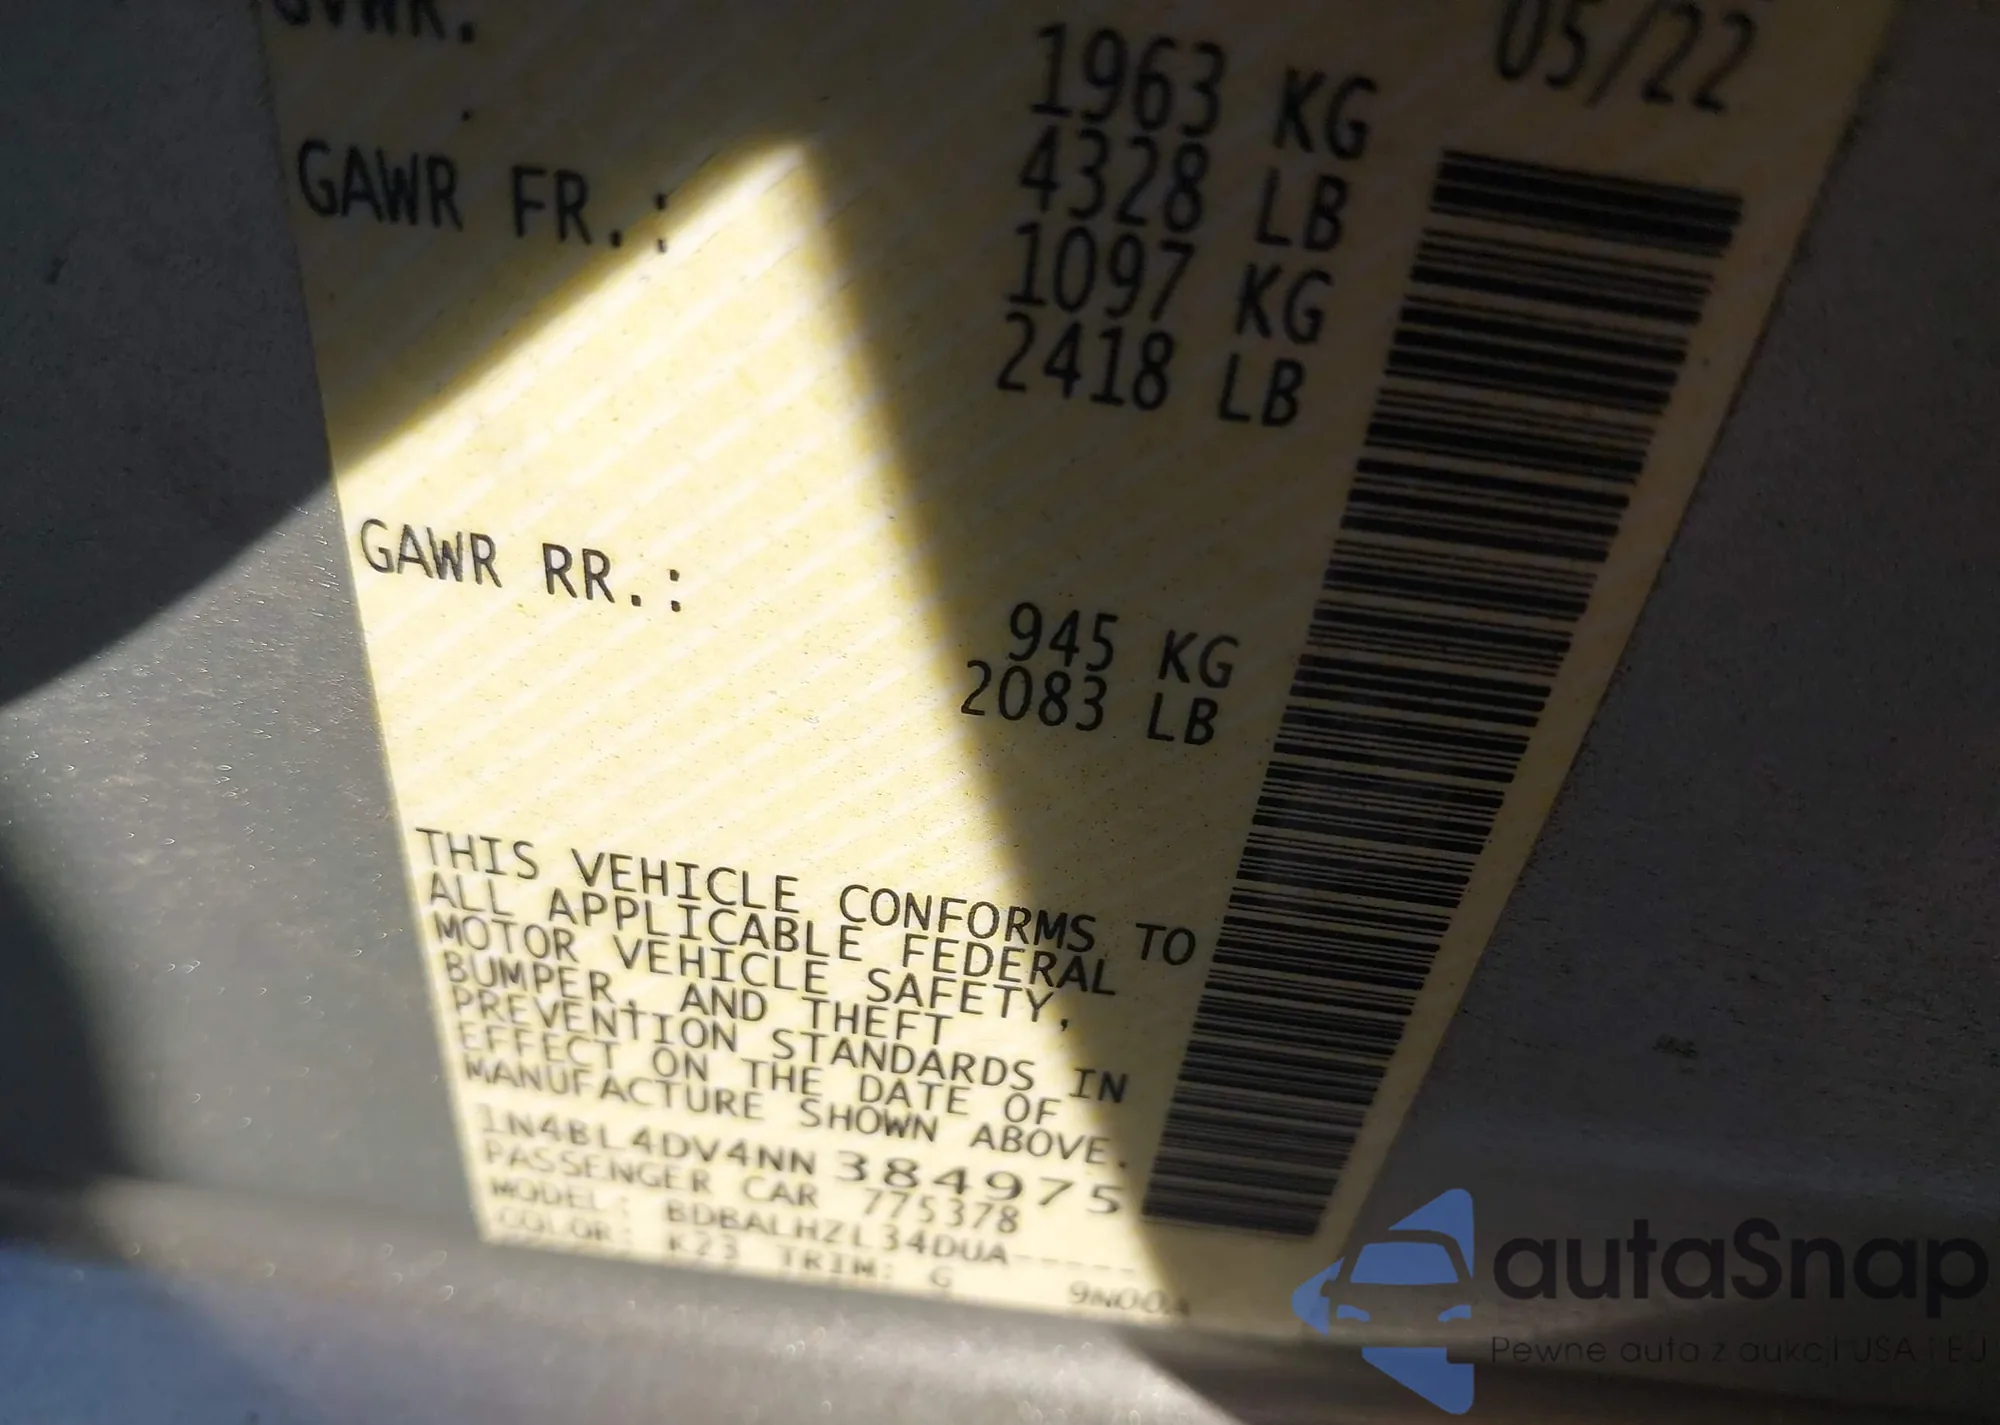 05/22
GVWR:
1963 KG
4328 LB
GAWR FR.:
1097 KG
2418 LB
GAWR RR.:
945 KG
2083 LB
THIS VEHICLE CONFORMS TO
ALL APPLICABLE FEDERAL
MOTOR VEHICLE SAFETY,
BUMPER, AND THEFT
PREVENTION STANDARDS IN
EFFECT ON THE DATE OF
MANUFACTURE SHOWN ABOVE.
1N4BL4DV4NN384975
PASSENGER CAR 775378
MODEL: BDBALHZL34DUA-----
COLOR: K23 TRIM: G 9N00A
autaSnap
Pewne auta z aukcji USA i EU